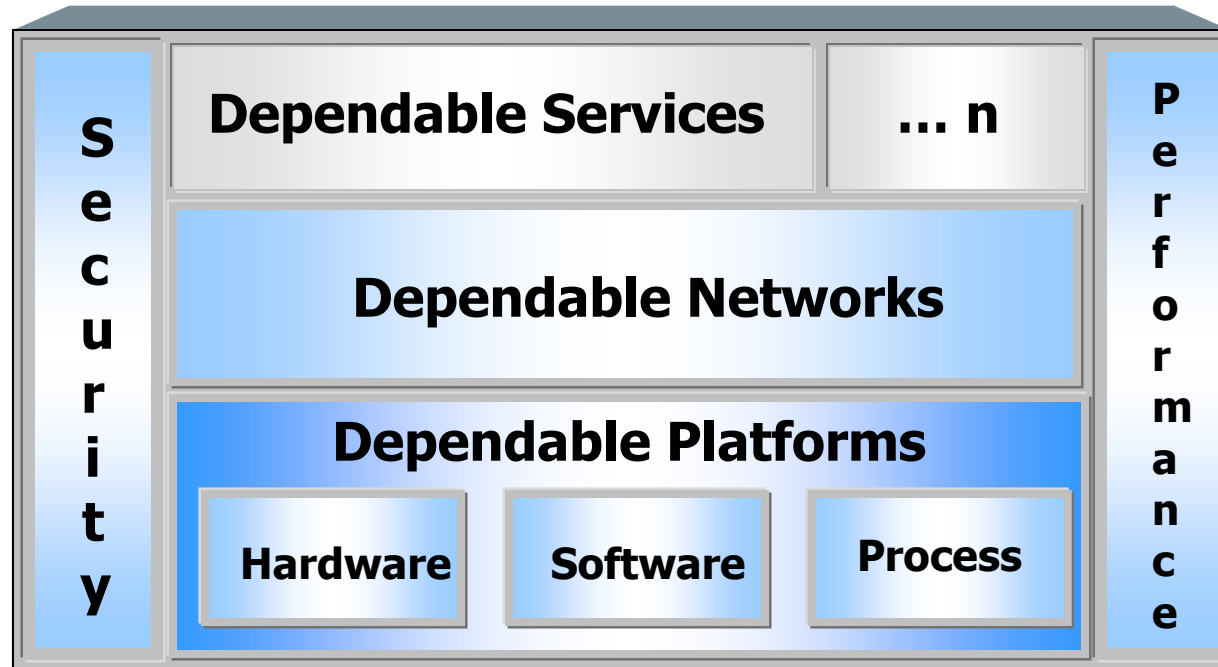 Security
Dependable Services
... n
Performance
Dependable Networks
Dependable Platforms
Hardware
Software
Process